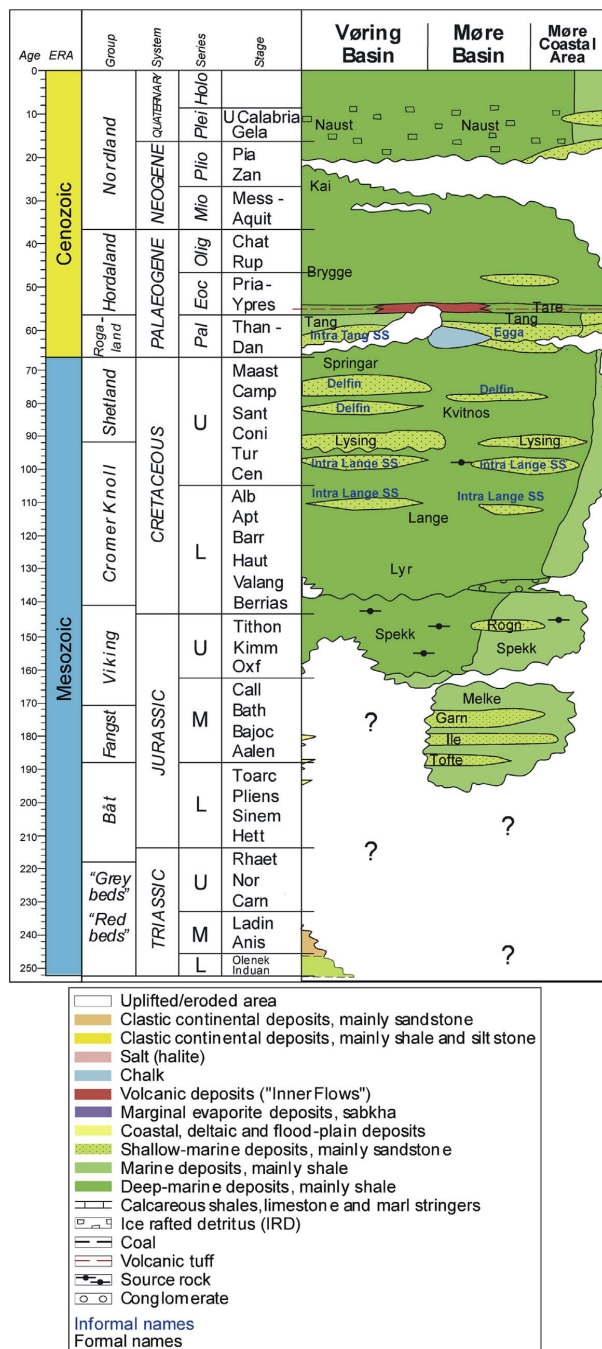 Vøring Basin
Møre Basin
Møre Coastal Area
Age ERA Group System Series Stage
0
10
20
30
40
50
60
70
80
90
100
110
120
130
140
150
160
170
180
190
200
210
220
230
240
250
Cenozoic
Mesozoic
Nordland
Hordaland
Roga-
land
Shetland
Cromer Knoll
Viking
Fangst
Båt
"Grey
beds"
"Red
beds"
QUATERNARY
NEOGENE
PALAEOGENE
CRETACEOUS
JURASSIC
TRIASSIC
Holo
Plei
Plio
Mio
Olig
Eoc
Pal
U
L
U
M
L
U
M
L
U Calabria
Gela
Pia
Zan
Mess -
Aquit
Chat
Rup
Pria-
Ypres
Than -
Dan
Maast
Camp
Sant
Coni
Tur
Cen
Alb
Apt
Barr
Haut
Valang
Berrias
Tithon
Kimm
Oxf
Call
Bath
Bajoc
Aalen
Toarc
Pliens
Sinem
Hett
Rhaet
Nor
Carn
Ladin
Anis
Olenek
Induan
Naust Naust
Kai
Brygge
Tare
Tang Tang
Intra Tang SS Egga
Springar
Delfin Delfin
Delfin Kvitnos
Lysing Lysing
Intra Lange SS Intra Lange SS
Intra Lange SS Intra Lange SS
Lange
Lyr
Rogn
Spekk Spekk
Melke
? Garn
Ile
Tofte
?
?
?
Uplifted/eroded area
Clastic continental deposits, mainly sandstone
Clastic continental deposits, mainly shale and siltstone
Salt (halite)
Chalk
Volcanic deposits ("Inner Flows")
Marginal evaporite deposits, sabkha
Coastal, deltaic and flood-plain deposits
Shallow-marine deposits, mainly sandstone
Marine deposits, mainly shale
Deep-marine deposits, mainly shale
Calcareous shales, limestone and marl stringers
Ice rafted detritus (IRD)
Coal
Volcanic tuff
Source rock
Conglomerate
Informal names
Formal names